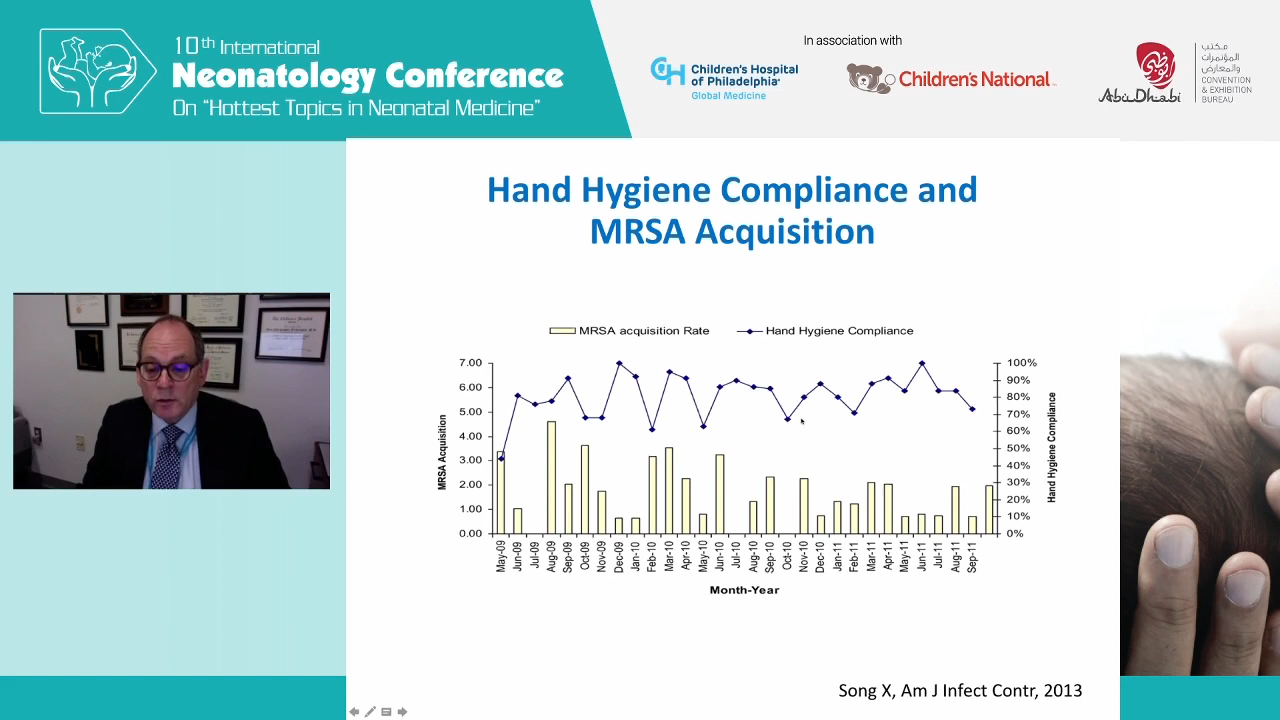 10th International
Neonatology Conference
On "Hottest Topics in Neonatal Medicine"
In association with
CH Children's Hospital
of Philadelphia
Global Medicine
Children's National
أبوظبي
Abu Dhabi
مكتب
المؤتمرات
والمعارض
CONVENTION
& EXHIBITION
BUREAU
Hand Hygiene Compliance and
MRSA Acquisition
MRSA acquisition Rate
Hand Hygiene Compliance
7.00
6.00
5.00
4.00
3.00
2.00
1.00
0.00
MRSA Acquisition
100%
90%
80%
70%
60%
50%
40%
30%
20%
10%
0%
Hand Hygiene Compliance
May-09
Jun-09
Jul-09
Aug-09
Sep-09
Oct-09
Nov-09
Dec-09
Jan-10
Feb-10
Mar-10
Apr-10
May-10
Jun-10
Jul-10
Aug-10
Sep-10
Oct-10
Nov-10
Dec-10
Jan-11
Feb-11
Mar-11
Apr-11
May-11
Jun-11
Jul-11
Aug-11
Sep-11
Month-Year
Song X, Am J Infect Contr, 2013